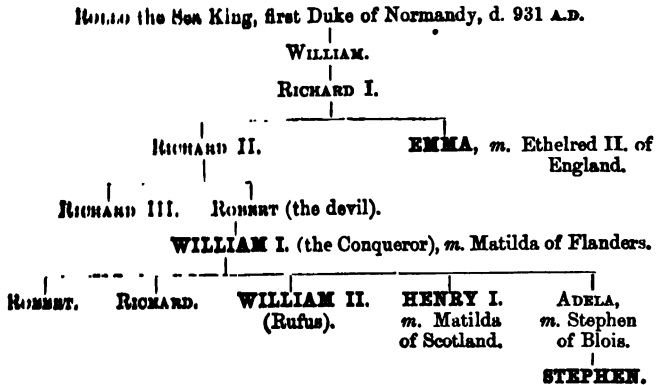 ROLLO the Sea King, first Duke of Normandy, d. 931 A.D.
WILLIAM.
RICHARD I.
RICHARD II.
EMMA, m. Ethelred II. of
England.
RICHARD III.
ROBERT (the devil).
WILLIAM I. (the Conqueror), m. Matilda of Flanders.
ROBERT.
RICHARD.
WILLIAM II.
(Rufus).
HENRY I.
m. Matilda
of Scotland.
ADELA,
m. Stephen
of Blois.
STEPHEN.